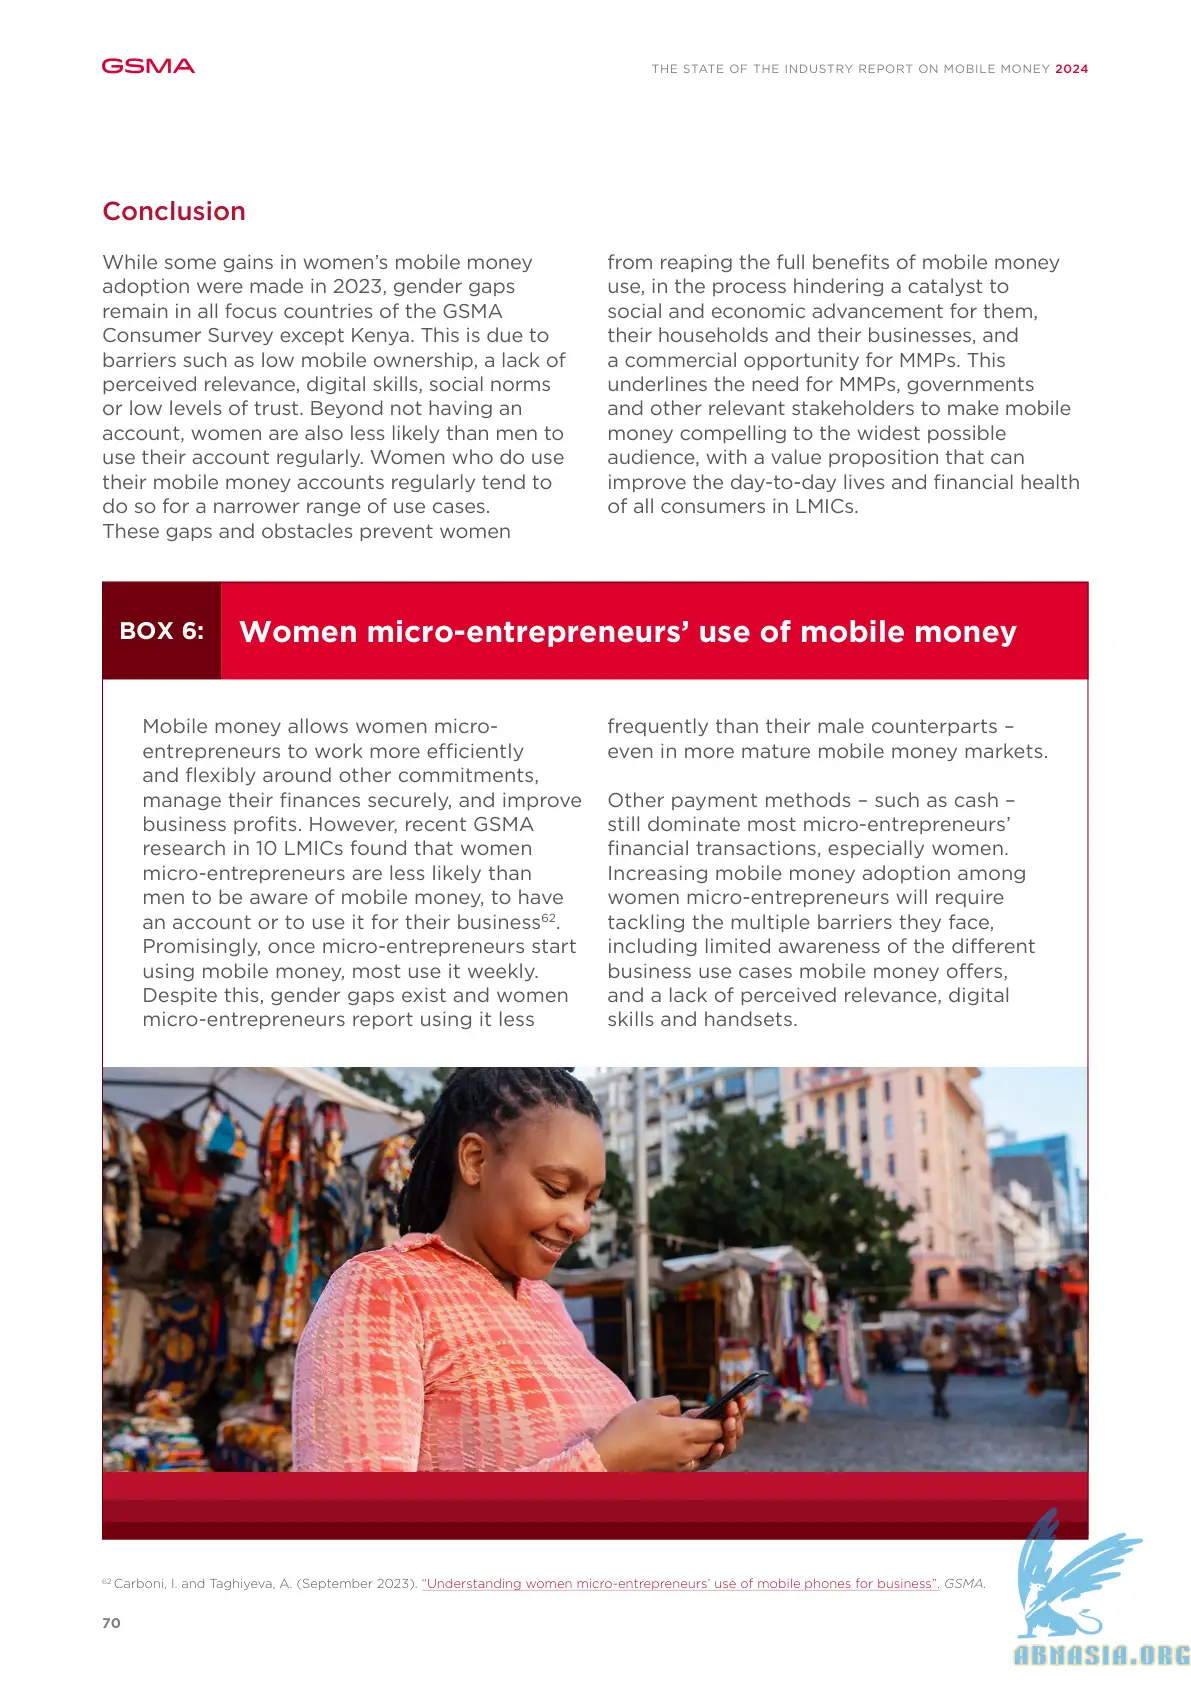 GSMA
THE STATE OF THE INDUSTRY REPORT ON MOBILE MONEY 2024
Conclusion
While some gains in women’s mobile money
adoption were made in 2023, gender gaps
remain in all focus countries of the GSMA
Consumer Survey except Kenya. This is due to
barriers such as low mobile ownership, a lack of
perceived relevance, digital skills, social norms
or low levels of trust. Beyond not having an
account, women are also less likely than men to
use their account regularly. Women who do use
their mobile money accounts regularly tend to
do so for a narrower range of use cases.
These gaps and obstacles prevent women
from reaping the full benefits of mobile money
use, in the process hindering a catalyst to
social and economic advancement for them,
their households and their businesses, and
a commercial opportunity for MMPs. This
underlines the need for MMPs, governments
and other relevant stakeholders to make mobile
money compelling to the widest possible
audience, with a value proposition that can
improve the day-to-day lives and financial health
of all consumers in LMICs.
BOX 6:
Women micro-entrepreneurs’ use of mobile money
Mobile money allows women micro-
entrepreneurs to work more efficiently
and flexibly around other commitments,
manage their finances securely, and improve
business profits. However, recent GSMA
research in 10 LMICs found that women
micro-entrepreneurs are less likely than
men to be aware of mobile money, to have
an account or to use it for their business⁶².
Promisingly, once micro-entrepreneurs start
using mobile money, most use it weekly.
Despite this, gender gaps exist and women
micro-entrepreneurs report using it less
frequently than their male counterparts –
even in more mature mobile money markets.
Other payment methods – such as cash –
still dominate most micro-entrepreneurs’
financial transactions, especially women.
Increasing mobile money adoption among
women micro-entrepreneurs will require
tackling the multiple barriers they face,
including limited awareness of the different
business use cases mobile money offers,
and a lack of perceived relevance, digital
skills and handsets.
⁶² Carboni, I. and Taghiyeva, A. (September 2023). “Understanding women micro-entrepreneurs’ use of mobile phones for business”. GSMA.
70
ABNASIA.ORG